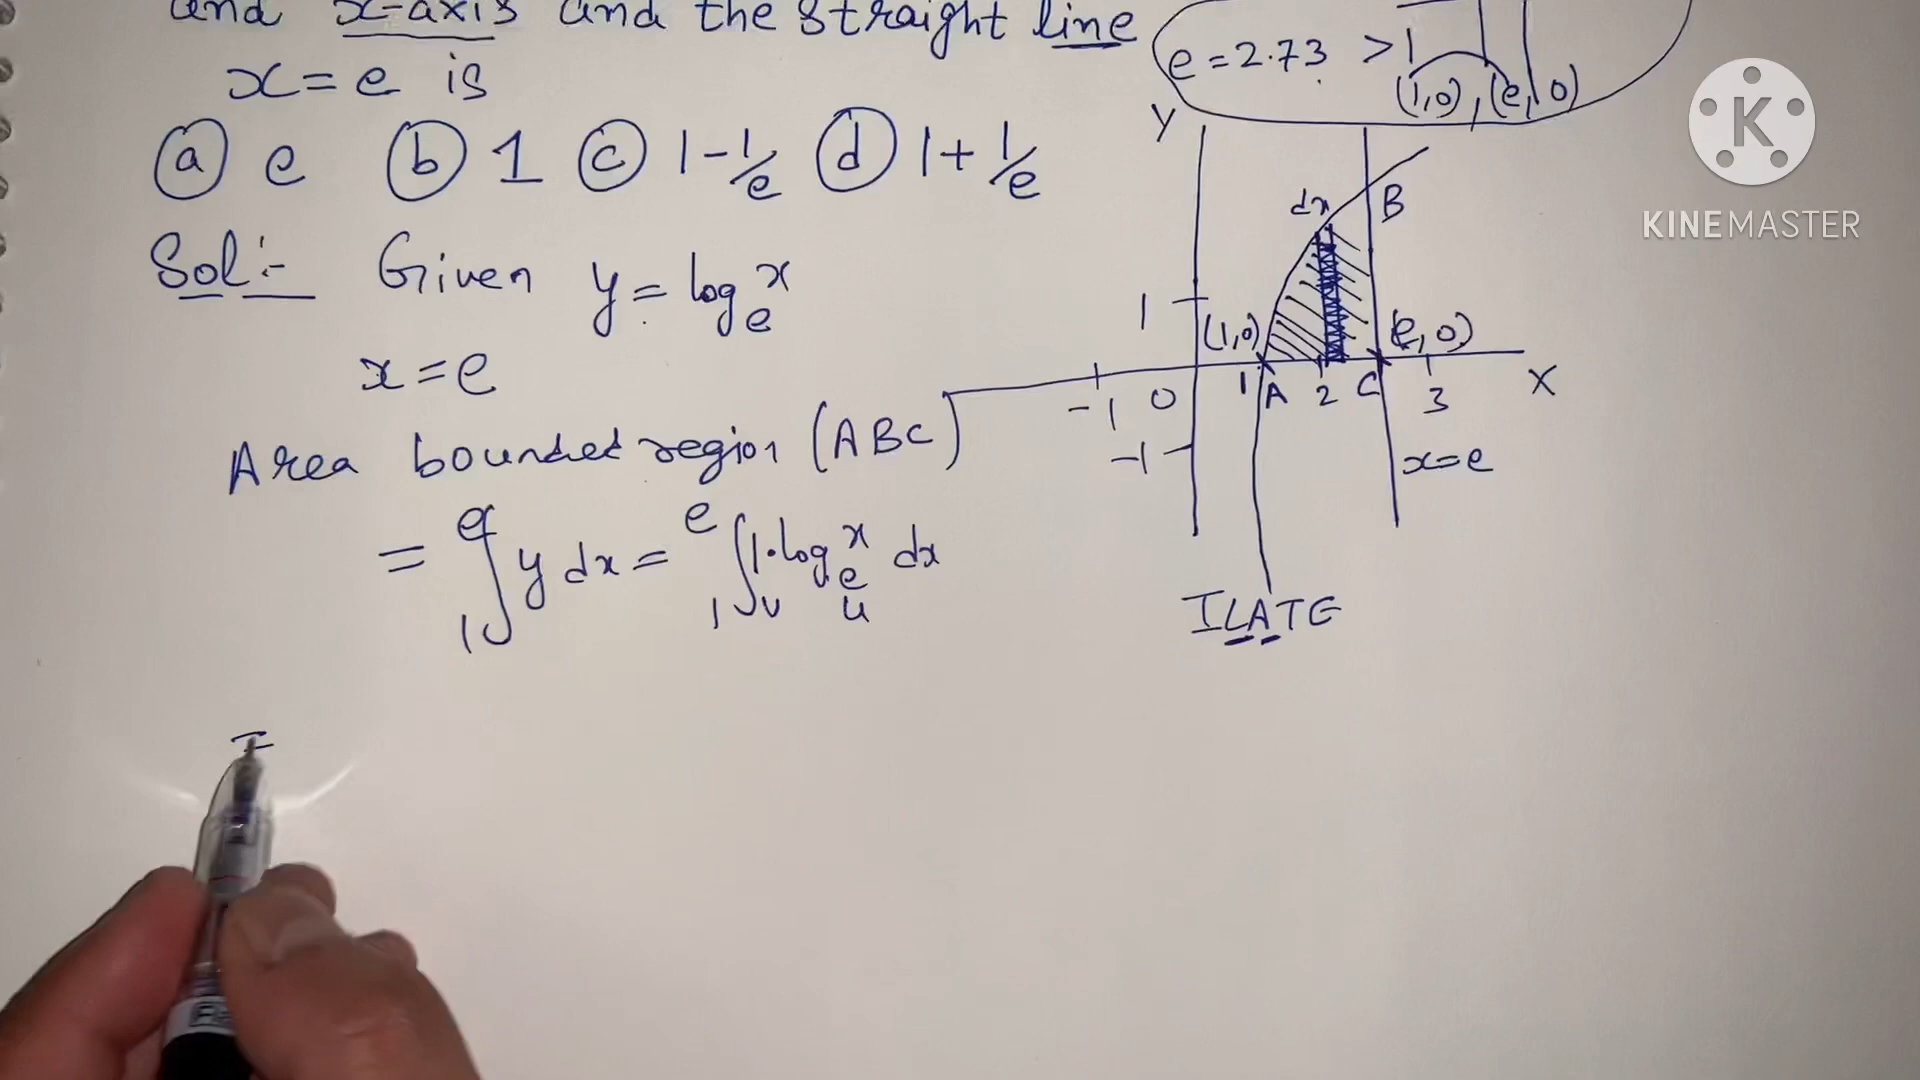 and x-axis and the straight line
x = e is
(a) e (b) 1 (c) 1 - 1/e (d) 1 + 1/e
Sol :- Given y = log_e x
x = e
Area bounded region (ABC)
= ∫_1^e y dx = ∫_1^e 1·log_e x dx
v u
e = 2.73 > 1
(1,0), (e, 0)
Y
dx B
1 (1,0) (e, 0)
-1 0 1 A 2 C 3 X
-1 x = e
ILATE
K
KINEMASTER